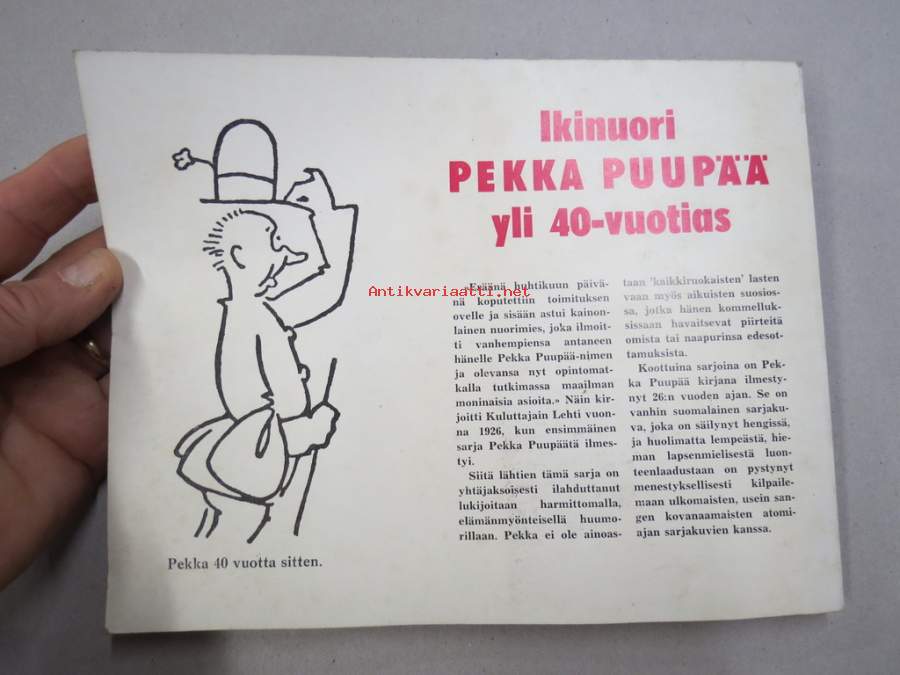 Ikinuori
PEKKA PUUPÄÄ
yli 40-vuotias
»Eräänä huhtikuun päivä-
nä koputettiin toimituksen
ovelle ja sisään astui kainon-
lainen nuorimies, joka ilmoit-
ti vanhempiensa antaneen
hänelle Pekka Puupää-nimen
ja olevansa nyt opintomat-
kalla tutkimassa maailman
moninaisia asioita.» Näin kir-
joitti Kuluttajain Lehti vuon-
na 1926, kun ensimmäinen
sarja Pekka Puupäätä ilmes-
tyi.
Siitä lähtien tämä sarja on
yhtäjaksoisesti ilahduttanut
lukijoitaan harmittomalla,
elämänmyönteisellä huumo-
rillaan. Pekka ei ole ainoas-
taan 'kaikkiruokaisten' lasten
vaan myös aikuisten suosios-
sa, jotka hänen kommelluk-
sissaan havaitsevat piirteitä
omista tai naapurinsa edesot-
tamuksista.
Koottuina sarjoina on Pek-
ka Puupää kirjana ilmesty-
nyt 26:n vuoden ajan. Se on
vanhin suomalainen sarjaku-
va, joka on säilynyt hengissä,
ja huolimatta lempeästä, hie-
man lapsenmielisestä luon-
teenlaadustaan on pystynyt
menestyksellisesti kilpaile-
maan ulkomaisten, usein san-
gen kovanaamaisten atomi-
ajan sarjakuvien kanssa.
Pekka 40 vuotta sitten.
Antikvariaatti.net